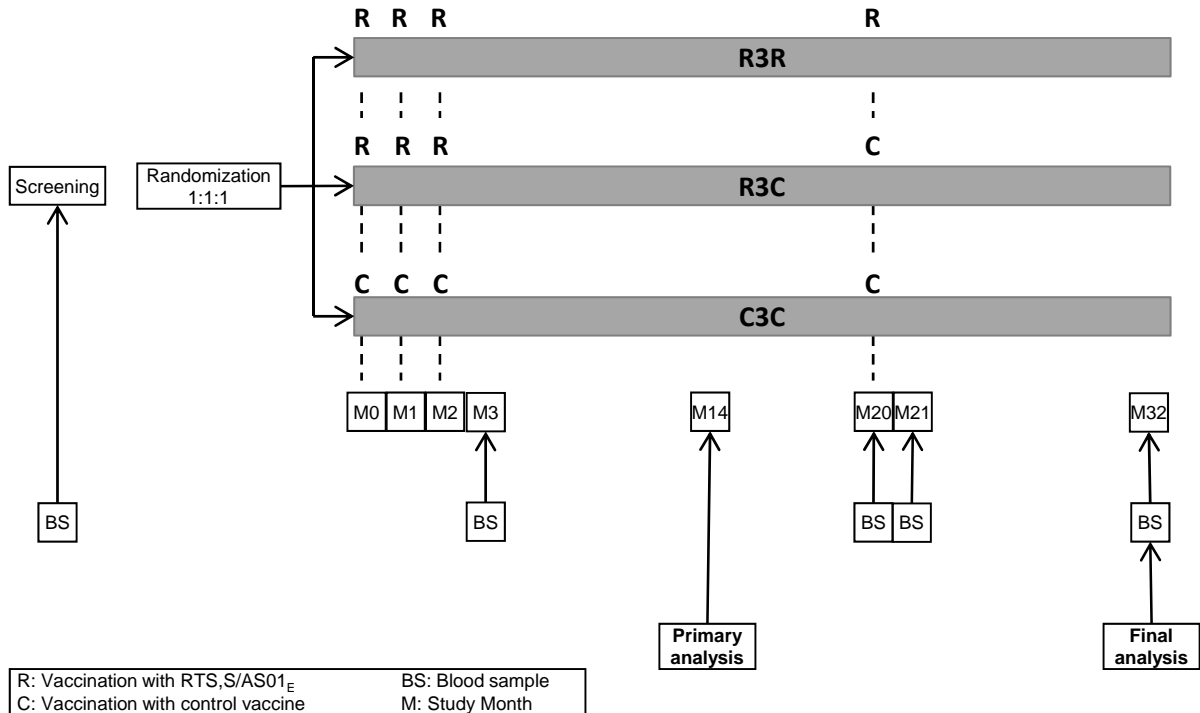 R R R R
R3R
R R R C
Screening
Randomization
1:1:1
R3C
C C C C
C3C
M0 M1 M2 M3 M14 M20 M21 M32
BS BS BS BS BS
Primary
analysis
Final
analysis
R: Vaccination with RTS,S/AS01E BS: Blood sample
C: Vaccination with control vaccine M: Study Month